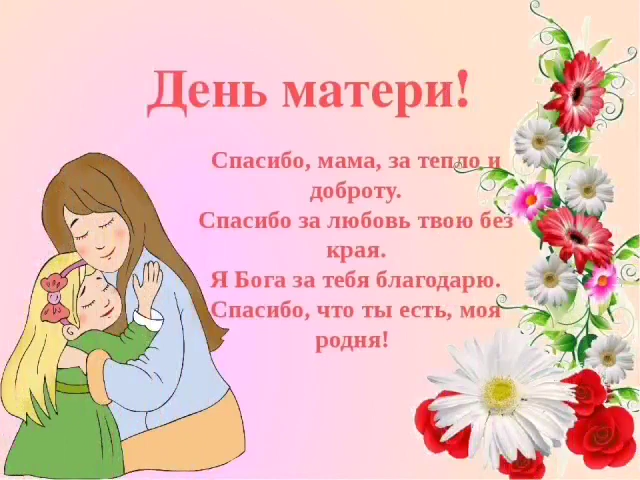 День матери!
Спасибо, мама, за тепло и
доброту.
Спасибо за любовь твою без
края.
Я Бога за тебя благодарю.
Спасибо, что ты есть, моя
родня!